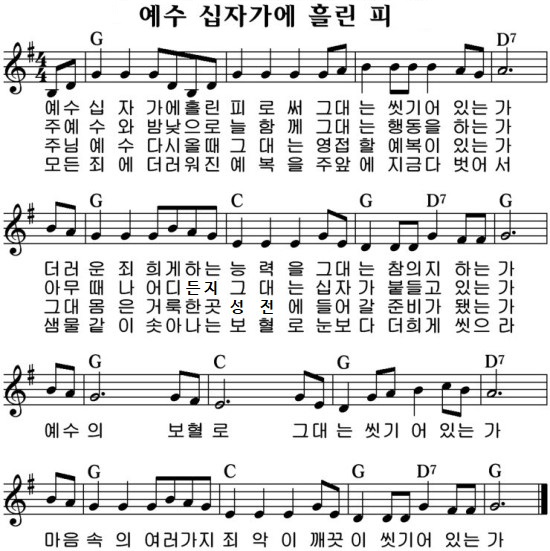 예수 십자가에 흘린 피
G D7
4 4
예수 십 자 가에흘린 피 로 써 그대 는 씻기어 있는 가
주예 수 와 밤낮으로 늘 함 께 그대 는 행동을 하는 가
주님 예 수 다시올때 그 대 는 영접할 예복이 있는 가
모든 죄 에 더러워진 예 복 을 주앞 에 지금다 벗어 서
G C G D7 G
더러 운 죄 희게하는 능 력 을 그대 는 참의지 하는 가
아무 때 나 어디든지 그 대 는 십자 가 붙들고 있는 가
그대 몸 은 거룩한곳 성 전 에 들어 갈 준비가 됐는 가
샘물 같 이 솟아나는 보 혈 로 눈보 다 더희게 씻으 라
G C G D7
예수 의 보혈 로 그대 는 씻기 어 있는 가
G C G D7 G
마음 속 의 여러가지 죄 악 이 깨끗 이 씻기어 있는 가